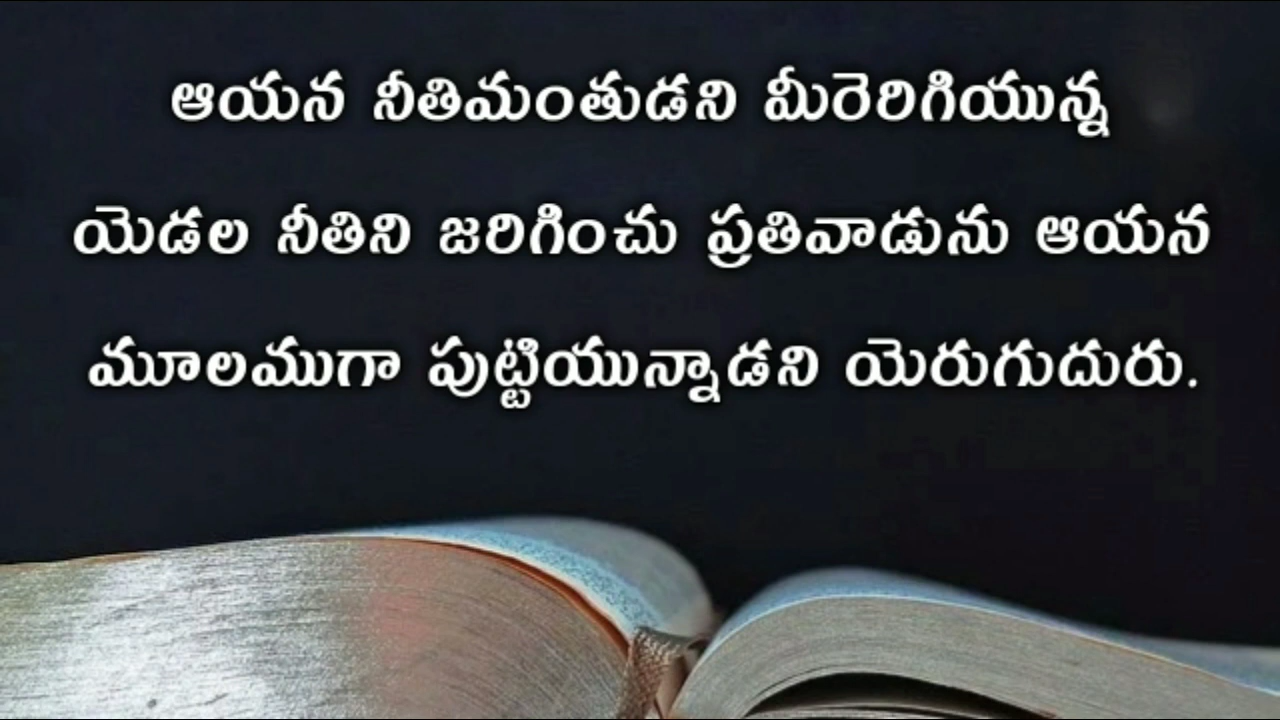 ఆయన నీతిమంతుడని మీరెరిగియున్న
యెడల నీతిని జరిగించు ప్రతివాడును ఆయన
మూలముగా పుట్టియున్నాడని యెరుగుదురు.